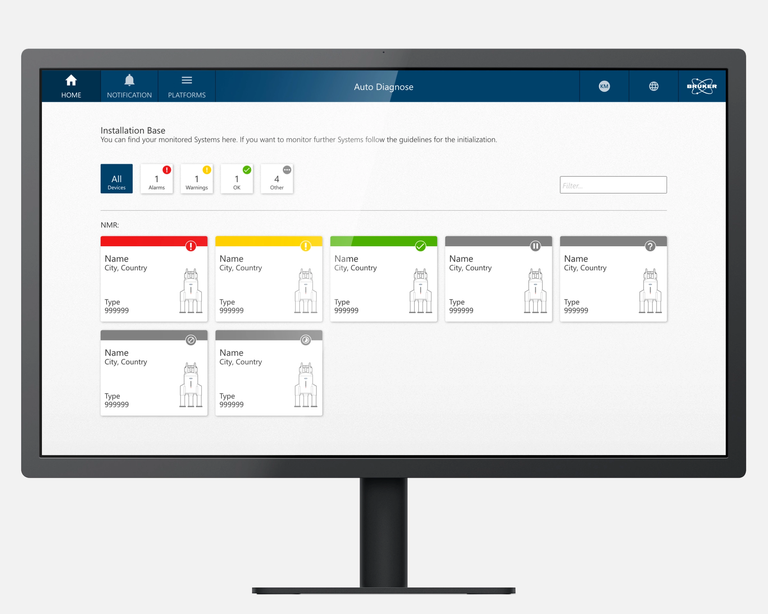 HOME
NOTIFICATION
PLATFORMS
Auto Diagnose
KM
BRUKER
Installation Base
You can find your monitored Systems here. If you want to monitor further Systems follow the guidelines for the initialization.
All
Devices
1
Alarms
1
Warnings
1
OK
4
Other
Filter...
NMR:
Name
City, Country
Type
999999
Name
City, Country
Type
999999
Name
City, Country
Type
999999
Name
City, Country
Type
999999
Name
City, Country
Type
999999
Name
City, Country
Type
999999
Name
City, Country
Type
999999